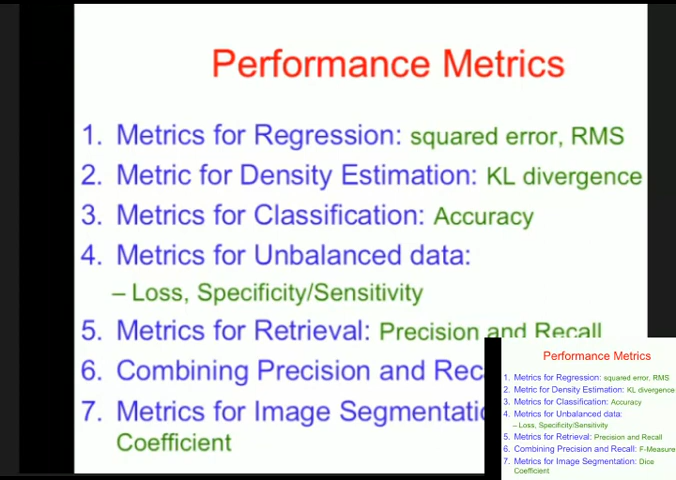 Performance Metrics
1. Metrics for Regression: squared error, RMS
2. Metric for Density Estimation: KL divergence
3. Metrics for Classification: Accuracy
4. Metrics for Unbalanced data:
– Loss, Specificity/Sensitivity
5. Metrics for Retrieval: Precision and Recall
6. Combining Precision and Rec
7. Metrics for Image Segmentati
Coefficient
Performance Metrics
1. Metrics for Regression: squared error, RMS
2. Metric for Density Estimation: KL divergence
3. Metrics for Classification: Accuracy
4. Metrics for Unbalanced data:
– Loss, Specificity/Sensitivity
5. Metrics for Retrieval: Precision and Recall
6. Combining Precision and Recall: F-Measure
7. Metrics for Image Segmentation: Dice
Coefficient